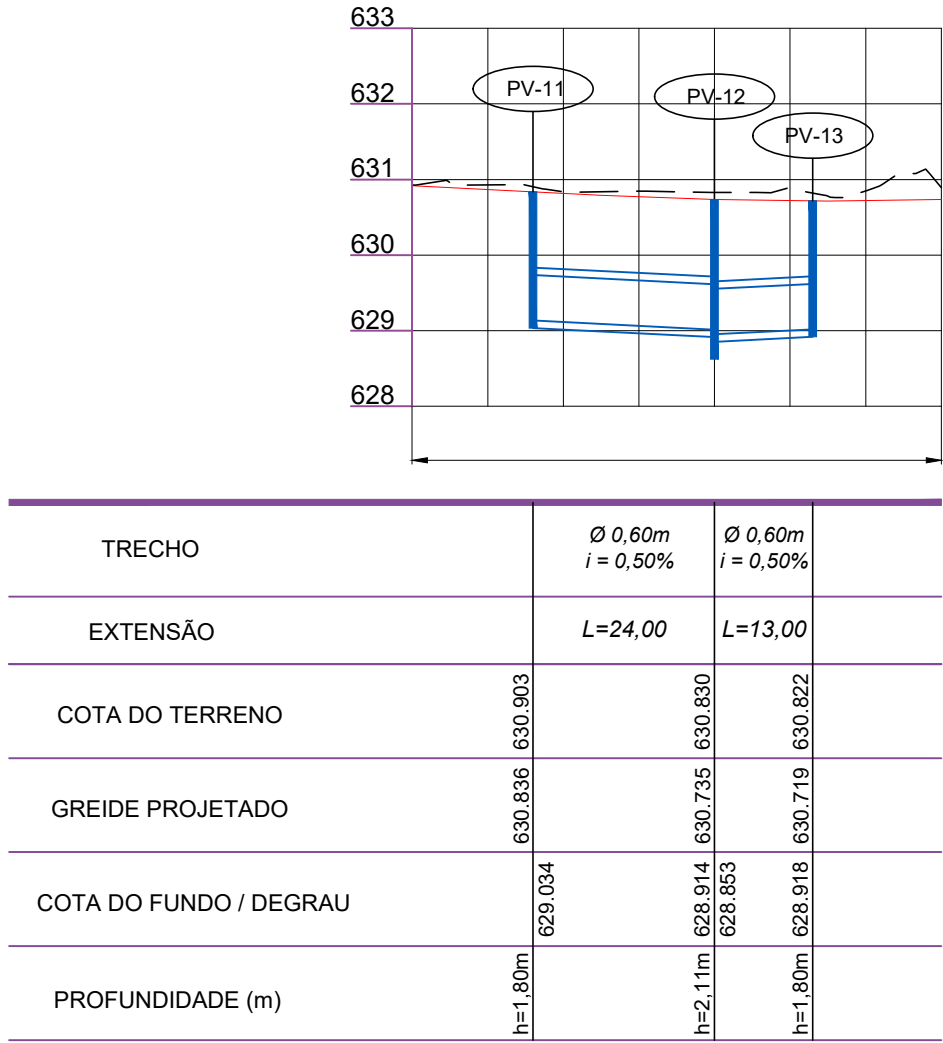 633
632
631
630
629
628
PV-11
PV-12
PV-13
TRECHO
Ø 0,60m
i = 0,50%
Ø 0,60m
i = 0,50%
EXTENSÃO
L=24,00
L=13,00
COTA DO TERRENO
630.903
630.830
630.822
GREIDE PROJETADO
630.836
630.735
630.719
COTA DO FUNDO / DEGRAU
629.034
628.914
628.853
628.918
PROFUNDIDADE (m)
h=1,80m
h=2,11m
h=1,80m